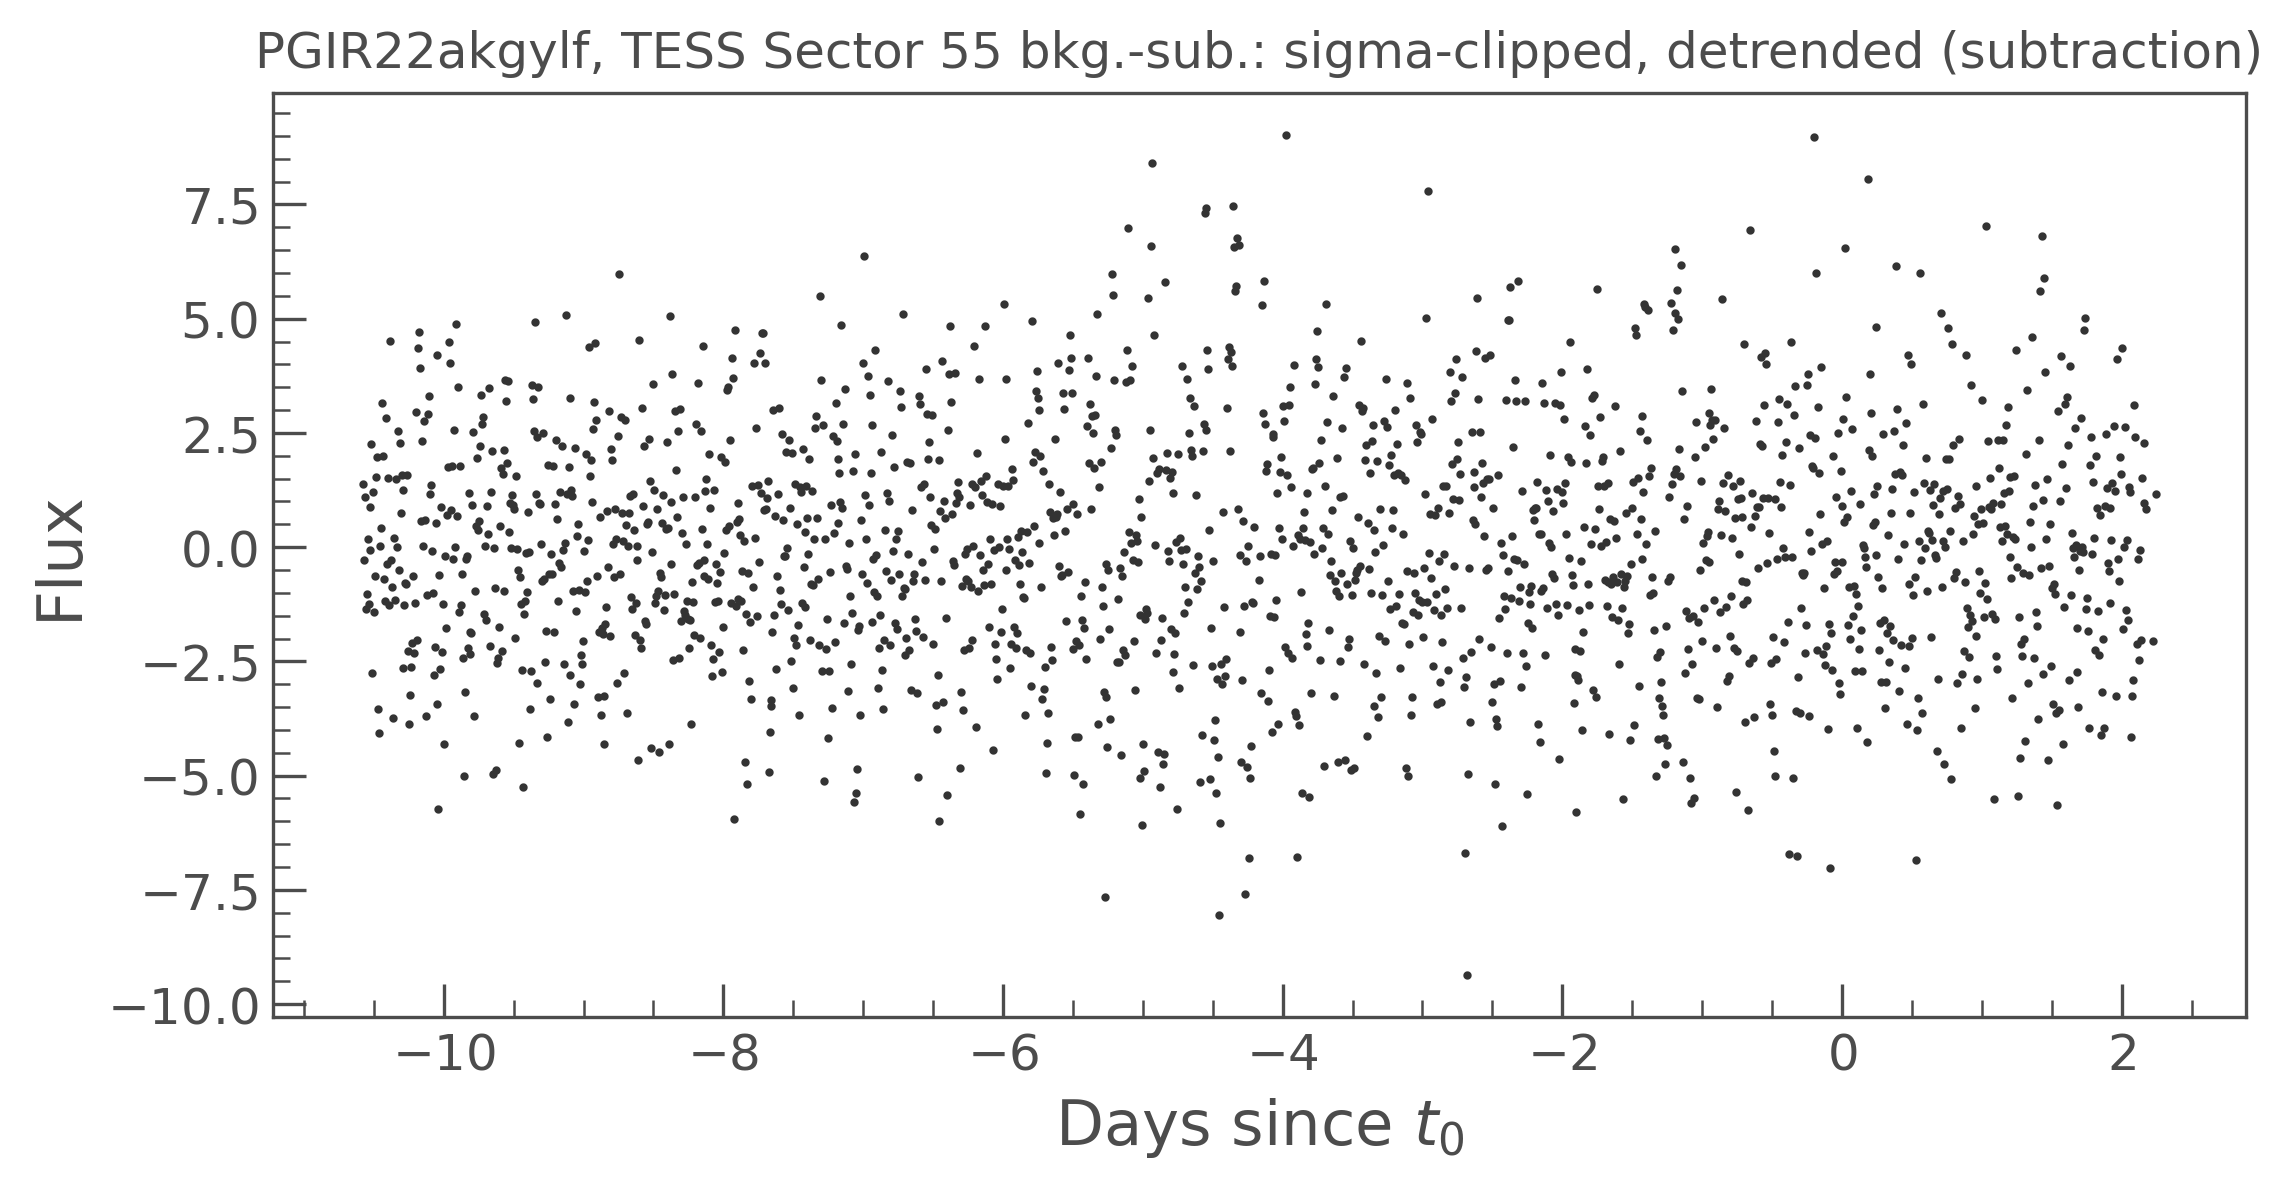 PGIR22akgylf, TESS Sector 55 bkg.-sub.: sigma-clipped, detrended (subtraction)
Flux
7.5
5.0
2.5
0.0
−2.5
−5.0
−7.5
−10.0
−10 −8 −6 −4 −2 0 2
Days since t₀